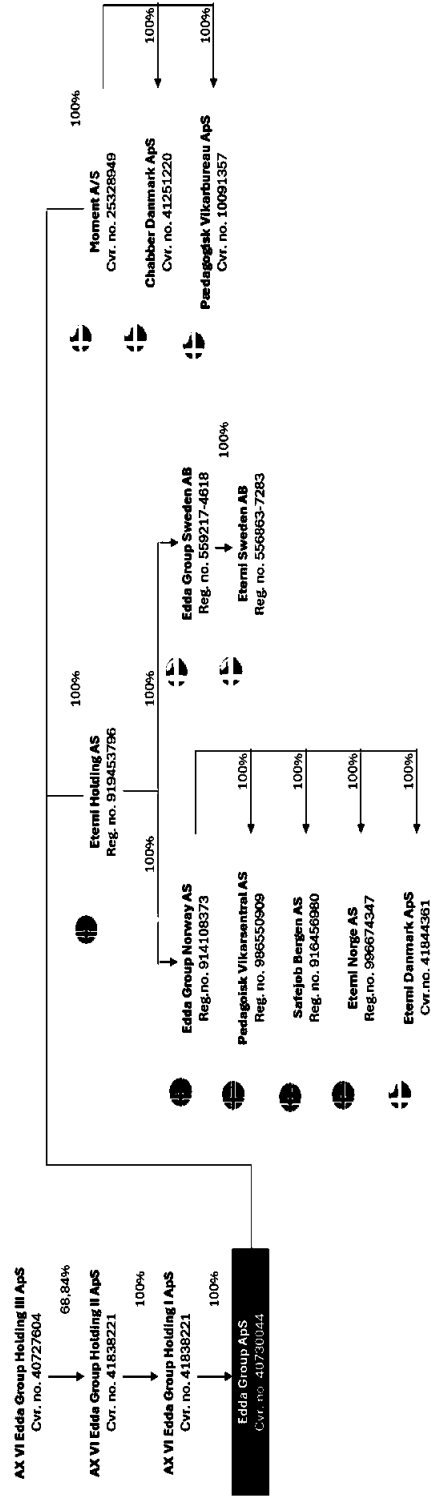 AX VI Edda Group Holding III ApS
Cvr. no. 40727604
68,84%
AX VI Edda Group Holding II ApS
Cvr. no. 41838221
100%
AX VI Edda Group Holding I ApS
Cvr. no. 41838221
100%
Edda Group ApS
Cvr. no 40730044
Eterni Holding AS
Reg. no. 919453796
100%
100%
100%
Edda Group Norway AS
Reg.no. 914108373
Pædagoisk Vikarsentral AS
Reg. no. 986550909
100%
Safejob Bergen AS
Reg.no. 916456980
100%
Eterni Norge AS
Reg.no. 996674347
100%
Eterni Danmark ApS
Cvr.no. 41844361
100%
Edda Group Sweden AB
Reg. no. 559217-4618
100%
Eterni Sweden AB
Reg. no. 556863-7283
Moment A/S
Cvr. no. 25328949
100%
Chabber Danmark ApS
Cvr. no. 41251220
100%
Pædagogisk Vikarbureau ApS
Cvr. no. 10091357
100%